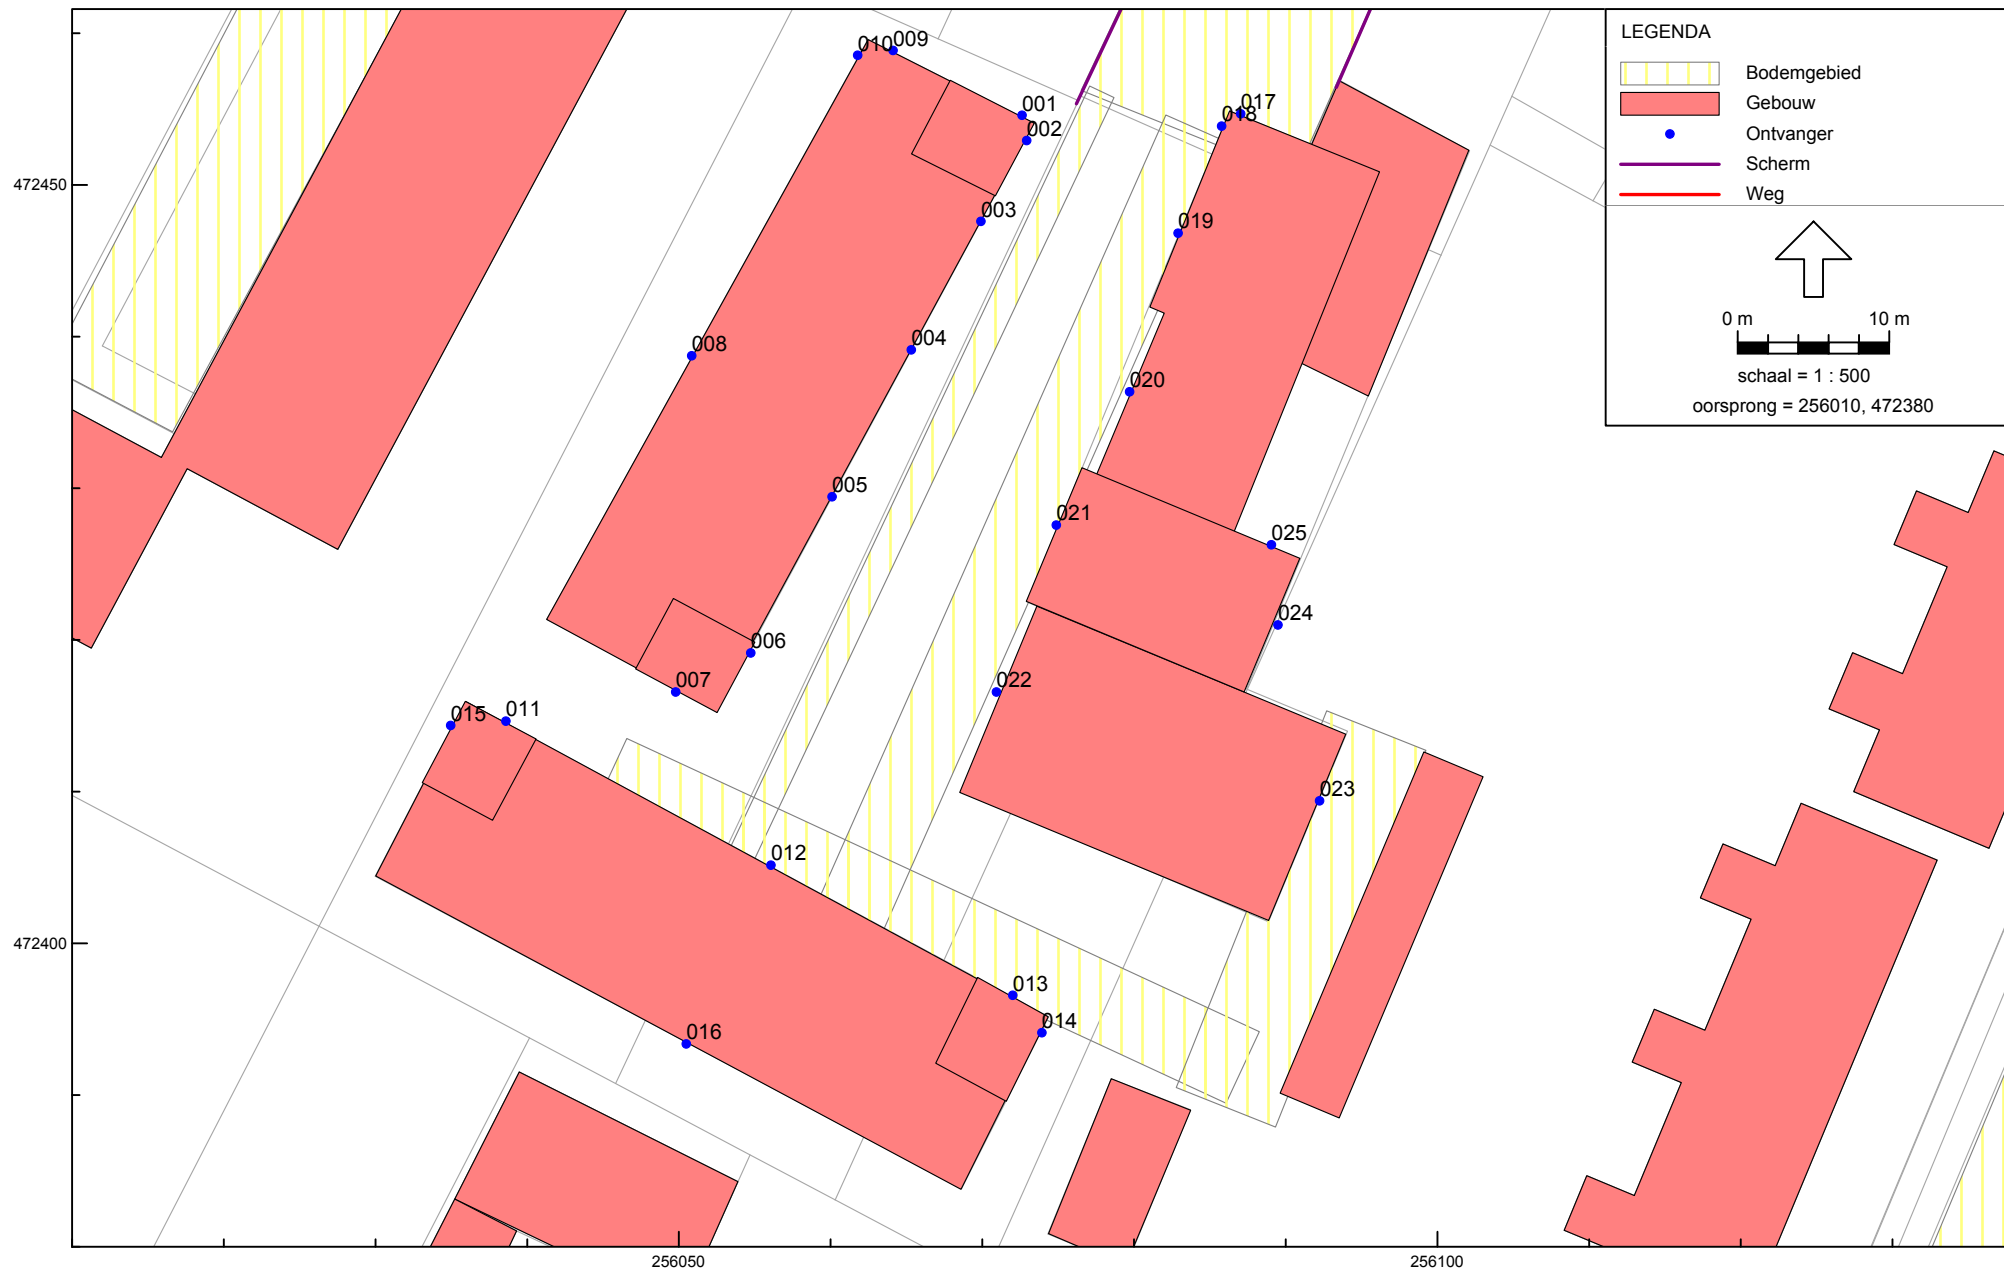 LEGENDA
Bodemgebied
Gebouw
Ontvanger
Scherm
Weg
0 m 10 m
schaal = 1 : 500
oorsprong = 256010, 472380
010 009
001
002
017
018
472450
003
019
004
008
020
005
021
025
024
006
007
022
015 011
023
012
472400
013
014
016
256050 256100